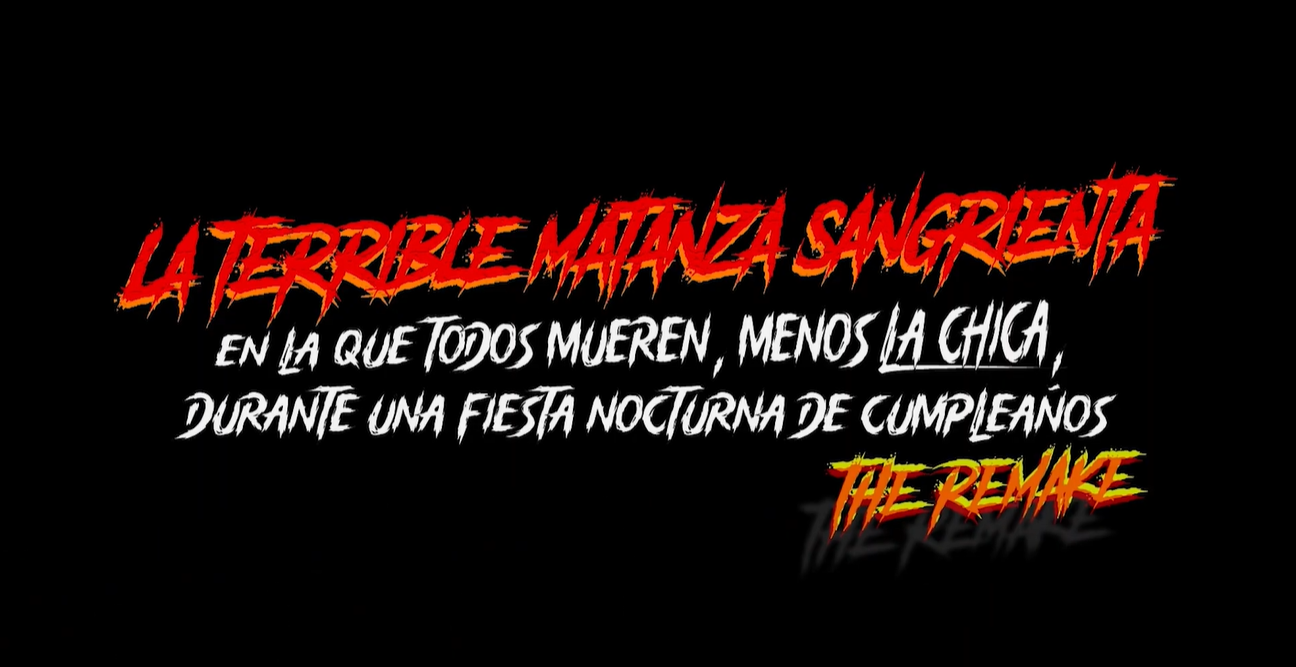 LA TERRIBLE MATANZA SANGRIENTA
EN LA QUE TODOS MUEREN, MENOS LA CHICA,
DURANTE UNA FIESTA NOCTURNA DE CUMPLEAÑOS
THE REMAKE